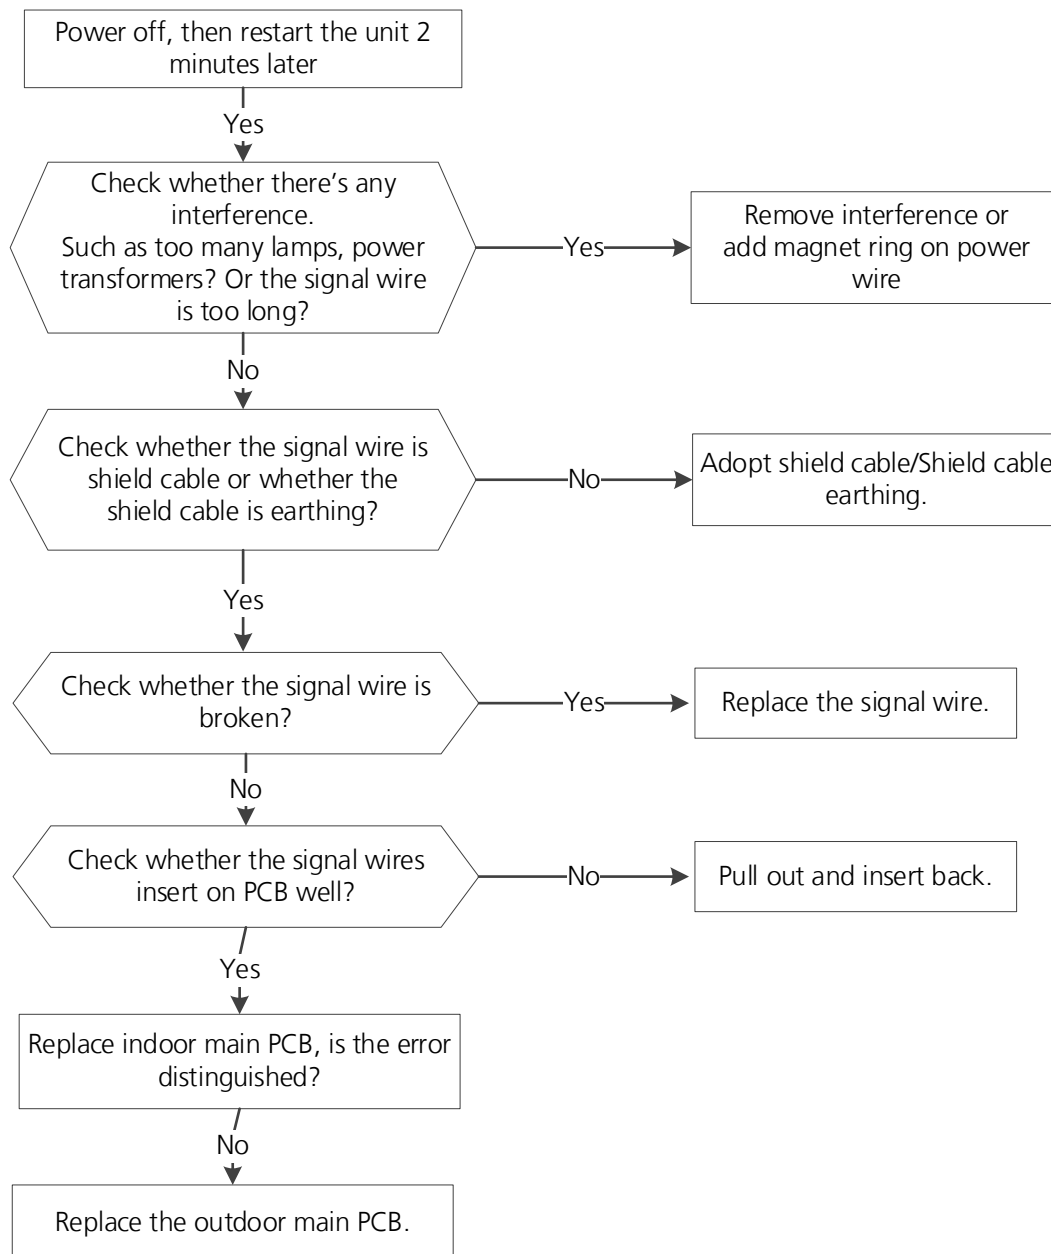 Power off, then restart the unit 2
minutes later
Yes
Check whether there’s any
interference.
Such as too many lamps, power
transformers? Or the signal wire
is too long?
Yes
Remove interference or
add magnet ring on power
wire
No
Check whether the signal wire is
shield cable or whether the
shield cable is earthing?
No
Adopt shield cable/Shield cable
earthing.
Yes
Check whether the signal wire is
broken?
Yes
Replace the signal wire.
No
Check whether the signal wires
insert on PCB well?
No
Pull out and insert back.
Yes
Replace indoor main PCB, is the error
distinguished?
No
Replace the outdoor main PCB.